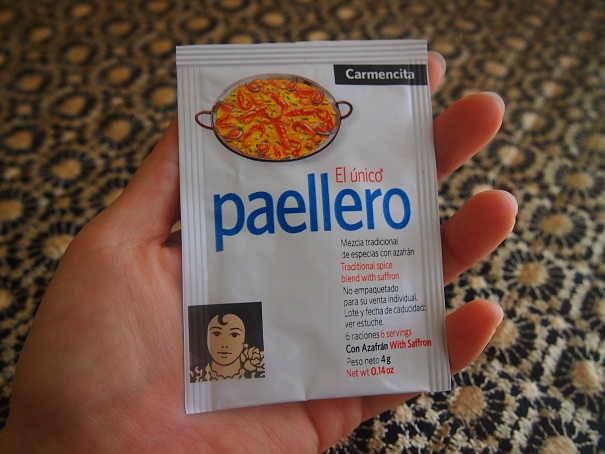 Carmencita
El único®
paellero
Mezcla tradicional
de especias con azafrán
Traditional spice
blend with saffron
No empaquetado
para su venta individual.
Lote y fecha de caducidad:
ver estuche.
6 raciones 6 servings
Con Azafrán With Saffron
Peso neto 4g
Net wt 0.14 oz